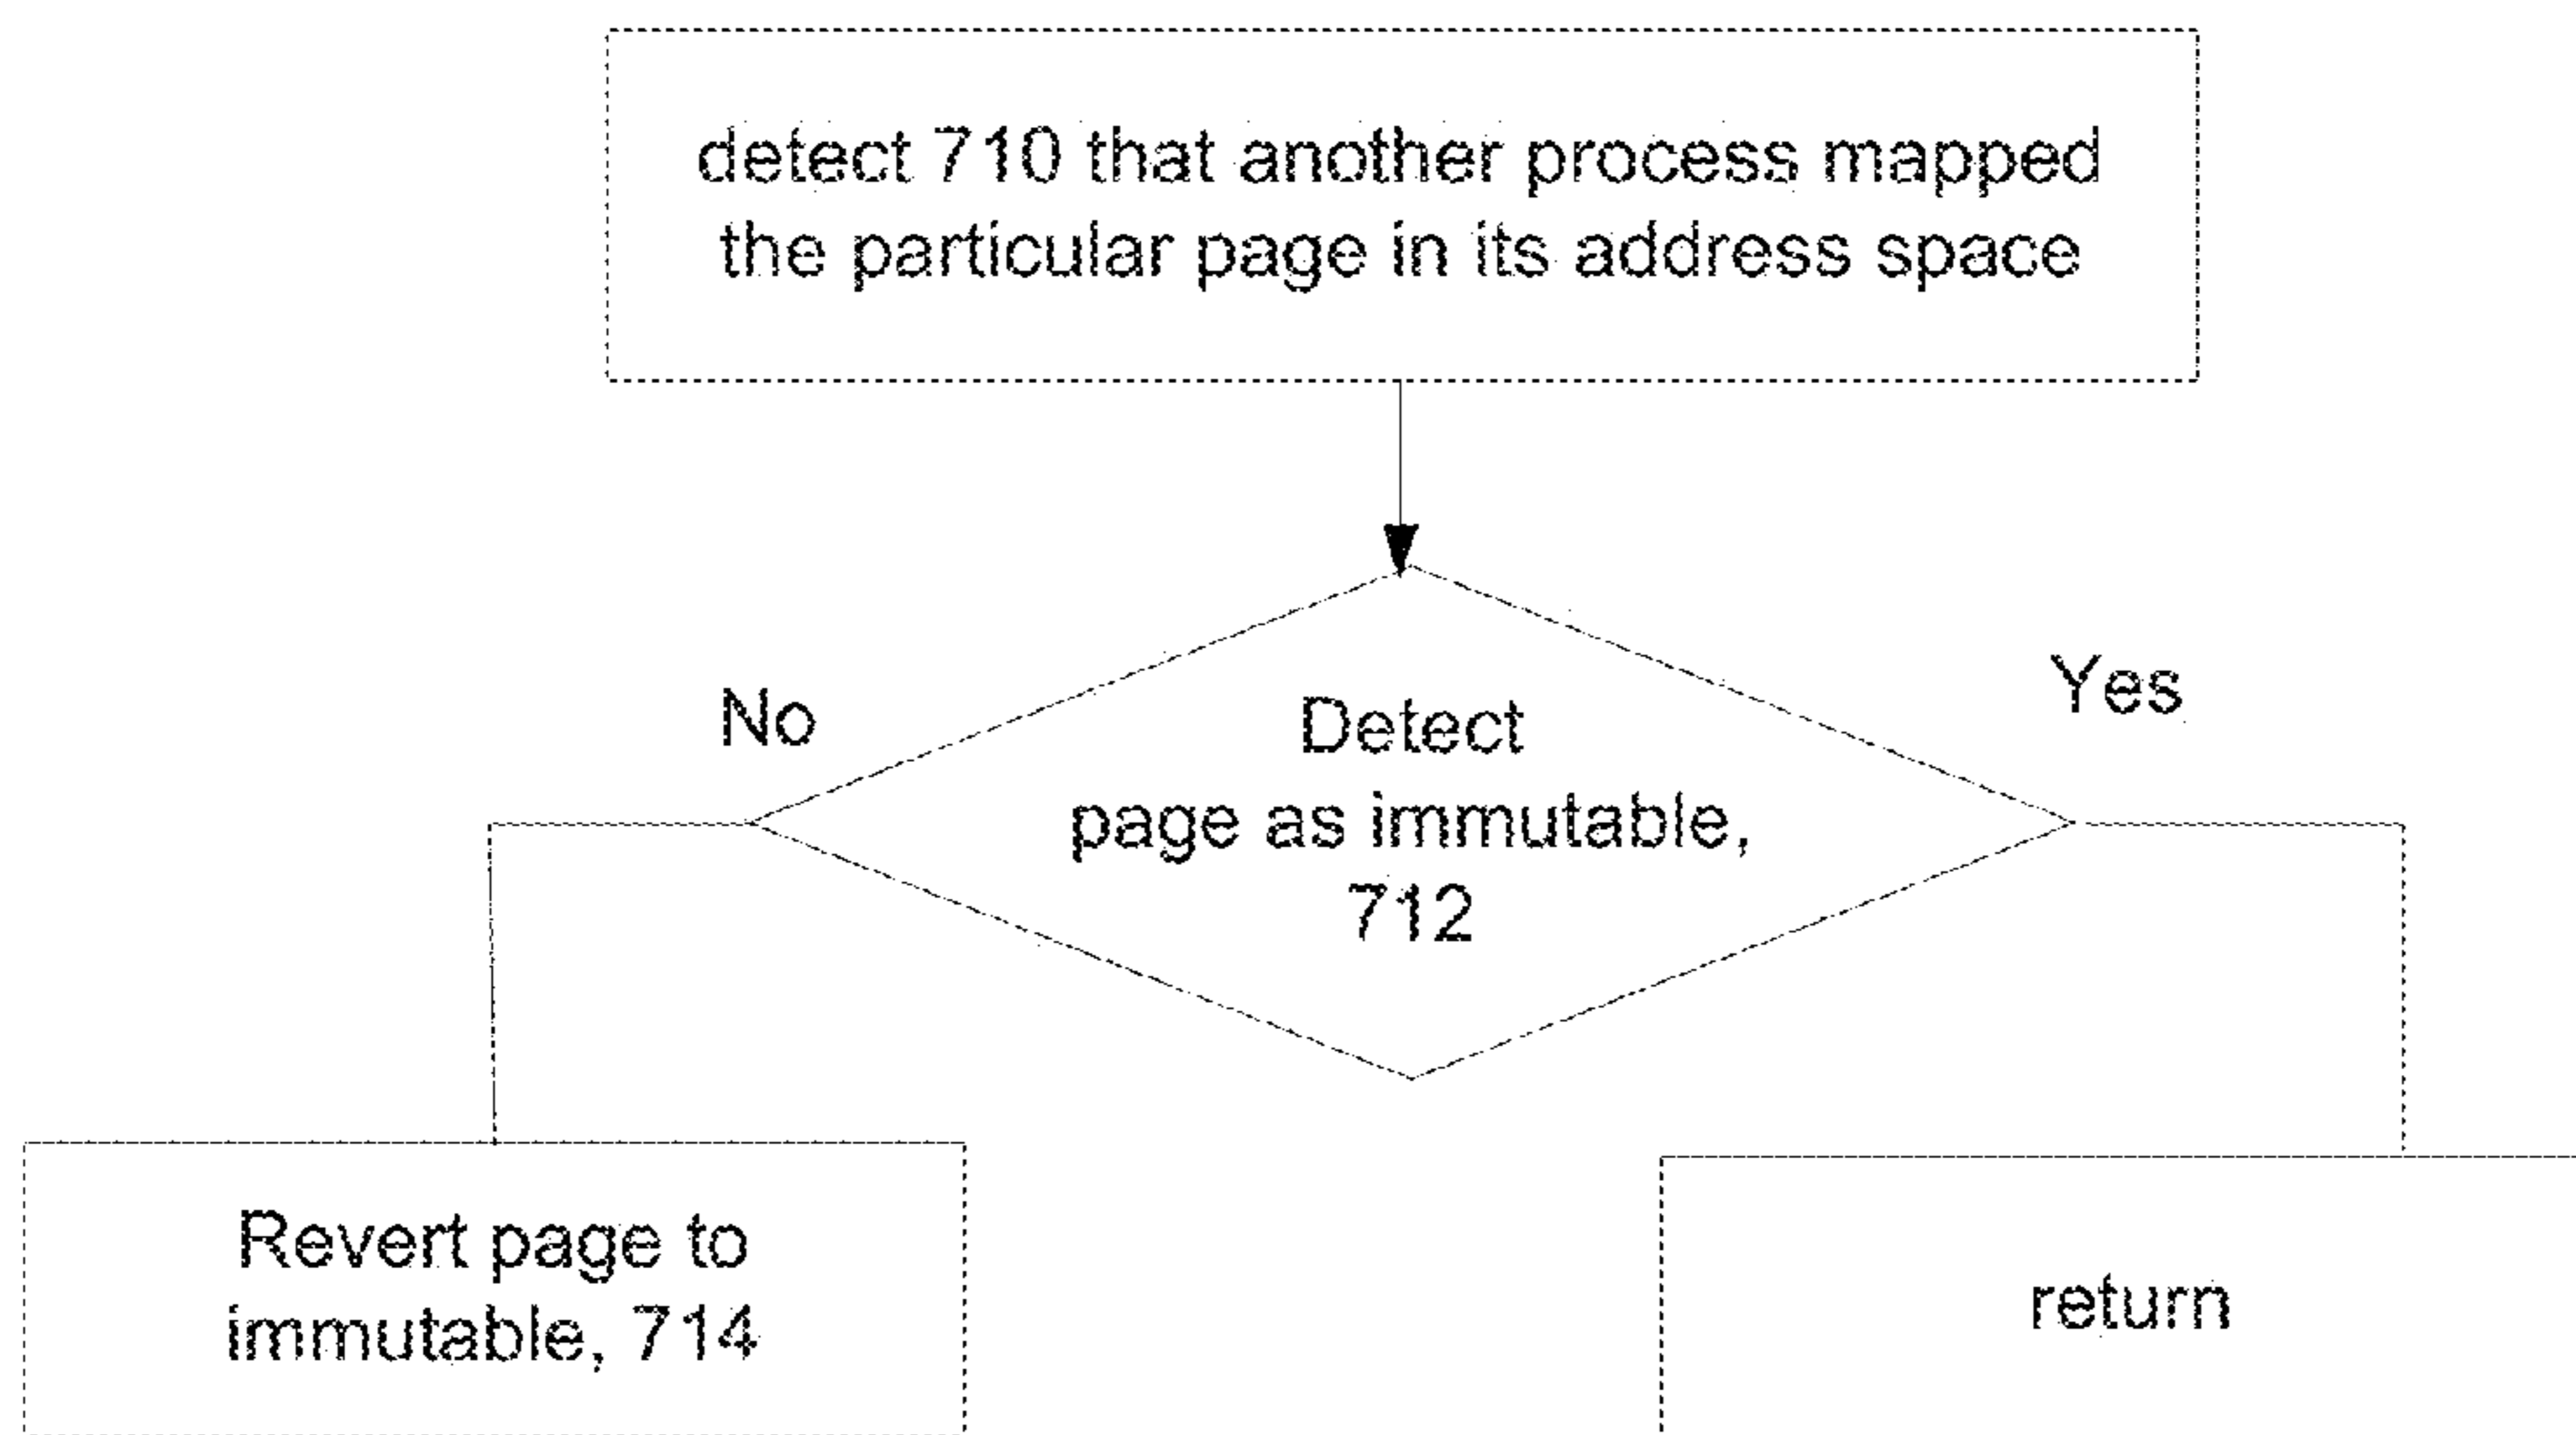 detect 710 that another process mapped
the particular page in its address space
No
Yes
Detect
page as immutable,
712
Revert page to
immutable, 714
return